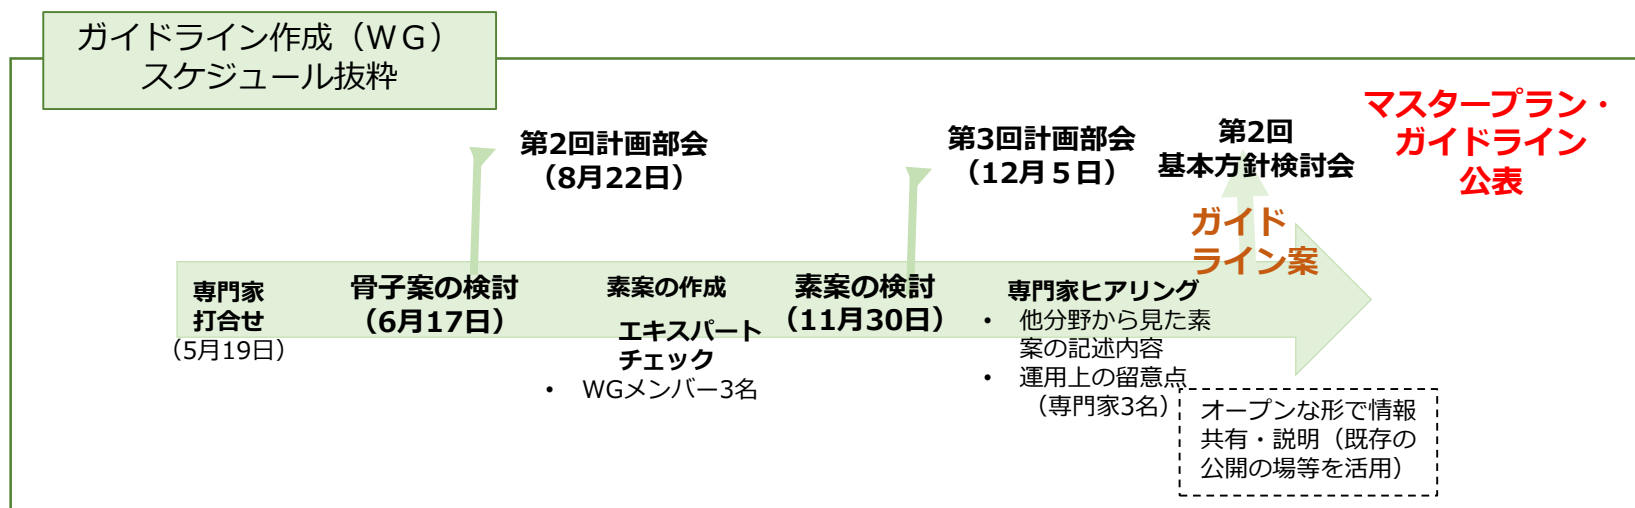 ガイドライン作成（ＷＧ）
スケジュール抜粋
第2回計画部会
（8月22日）
第3回計画部会
（12月５日）
第2回
基本方針検討会
マスタープラン・
ガイドライン
公表
ガイド
ライン案
専門家
打合せ
（5月19日）
骨子案の検討
（6月17日）
素案の作成
エキスパート
チェック
• WGメンバー3名
素案の検討
（11月30日）
専門家ヒアリング
• 他分野から見た素
案の記述内容
• 運用上の留意点
（専門家3名）
オープンな形で情報
共有・説明（既存の
公開の場等を活用）